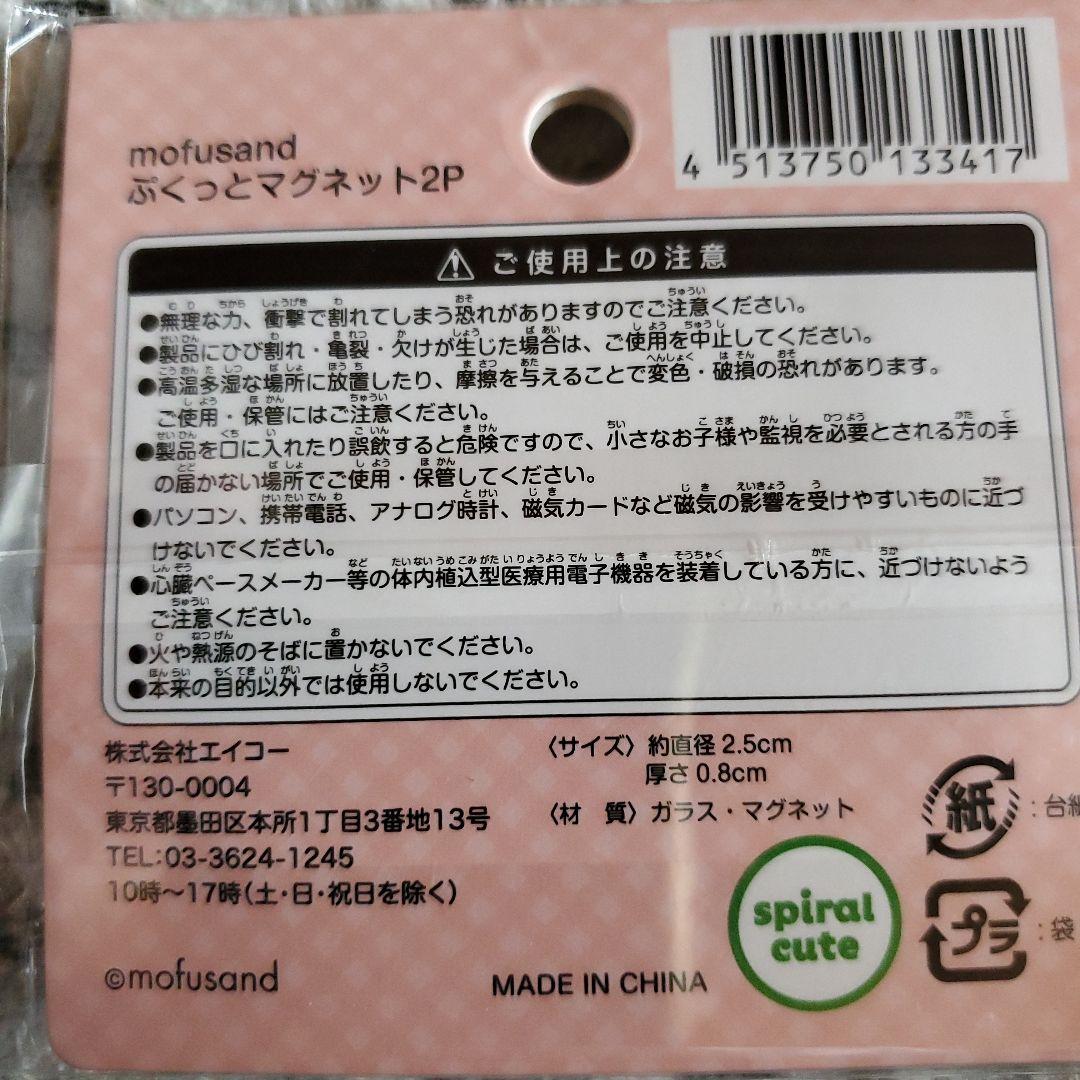 4 513750 133417
mofusand
ぷくっとマグネット2P
ご使用上の注意
●無理な力、衝撃で割れてしまう恐れがありますのでご注意ください。
●製品にひび割れ・亀裂・欠けが生じた場合は、ご使用を中止してください。
●高温多湿な場所に放置したり、摩擦を与えることで変色・破損の恐れがあります。
ご使用・保管にはご注意ください。
●製品を口に入れたり誤飲すると危険ですので、小さなお子様や監視を必要とされる方の手
の届かない場所でご使用・保管してください。
●パソコン、携帯電話、アナログ時計、磁気カードなど磁気の影響を受けやすいものに近づ
けないでください。
●心臓ペースメーカー等の体内植込型医療用電子機器を装着している方に、近づけないよう
ご注意ください。
●火や熱源のそばに置かないでください。
●本来の目的以外では使用しないでください。
株式会社エイコー
〒130-0004
東京都墨田区本所1丁目3番地13号
TEL:03-3624-1245
10時〜17時(土・日・祝日を除く)
©mofusand
〈サイズ〉約直径2.5cm
厚さ0.8cm
〈材 質〉ガラス・マグネット
MADE IN CHINA
spiral
cute
紙:台紙
プラ:袋